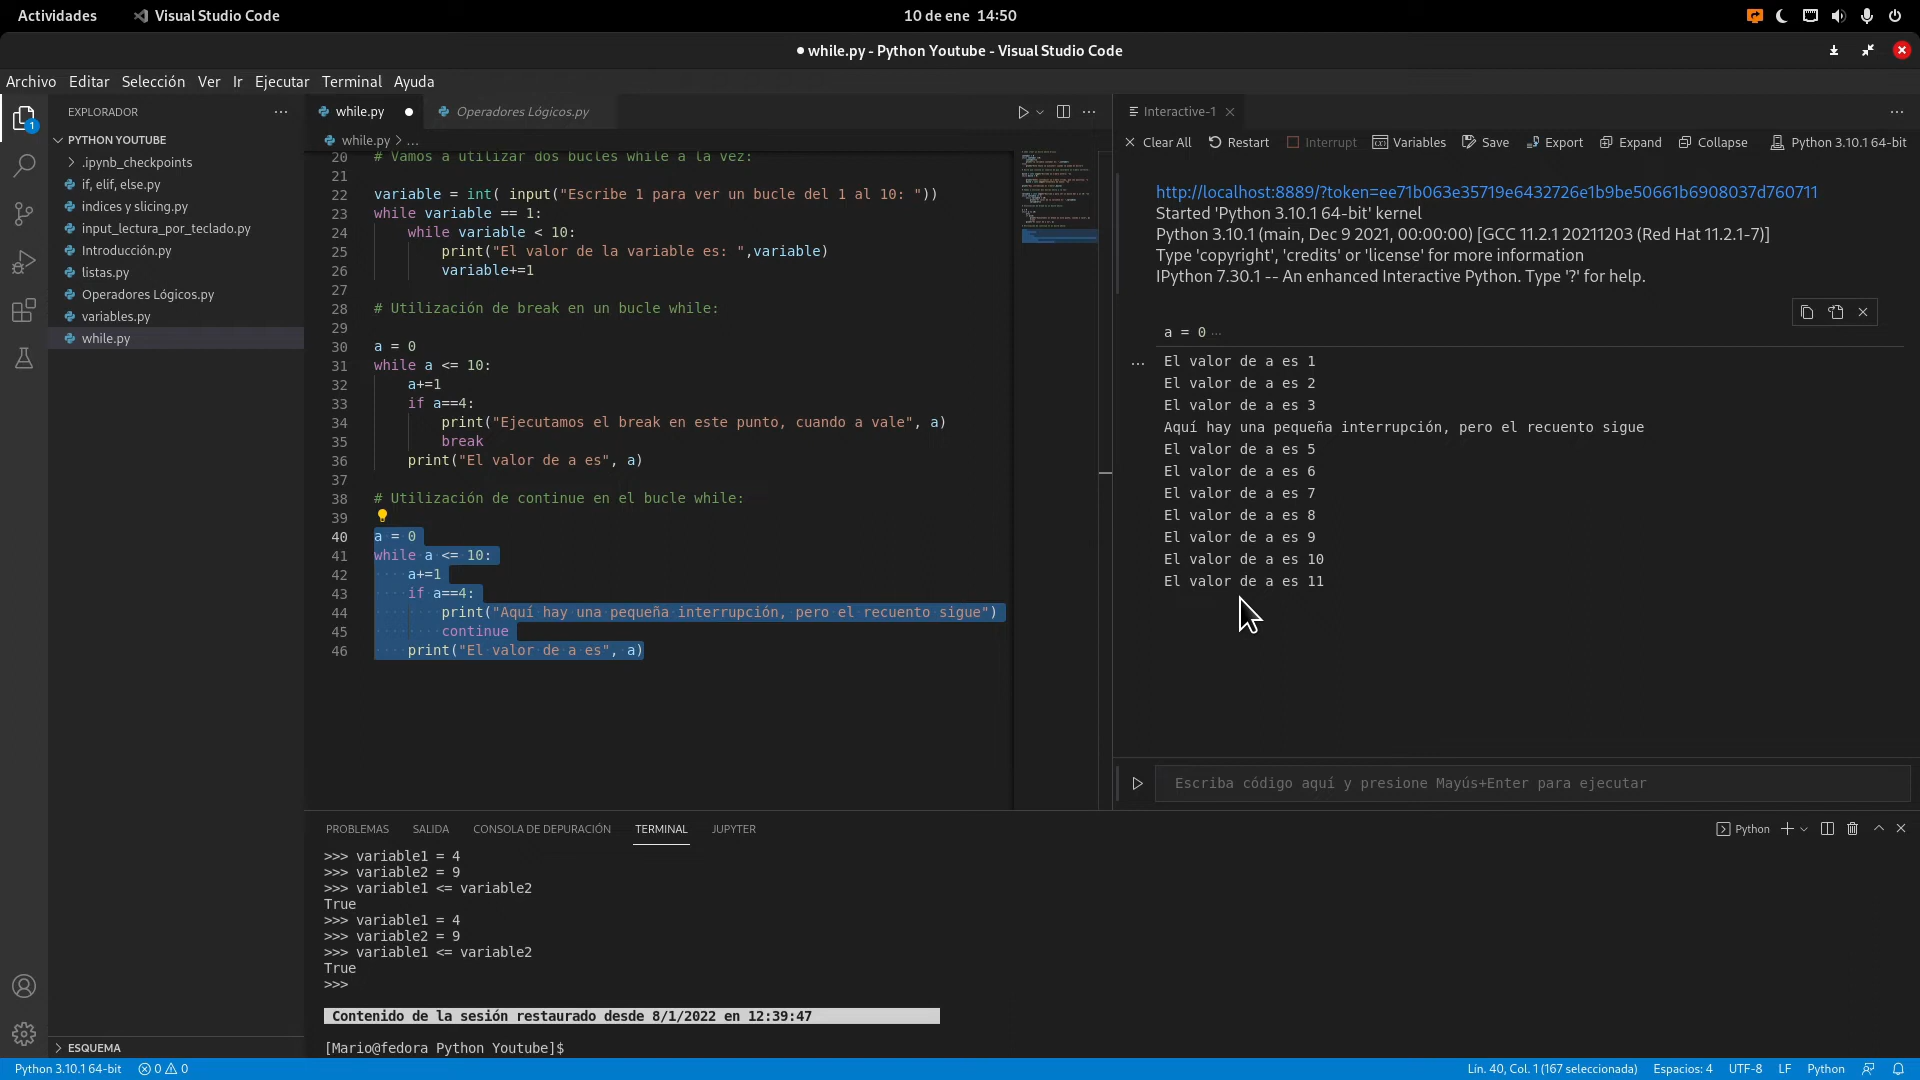 Actividades
Visual Studio Code
10 de ene 14:50
while.py - Python Youtube - Visual Studio Code
Archivo Editar Selección Ver Ir Ejecutar Terminal Ayuda
EXPLORADOR
PYTHON YOUTUBE
.ipynb_checkpoints
if, elif, else.py
indices y slicing.py
input_lectura_por_teclado.py
Introducción.py
listas.py
Operadores Lógicos.py
variables.py
while.py
ESQUEMA
1
while.py
Operadores Lógicos.py
while.py > ...
20 # Vamos a utilizar dos bucles while a la vez:
21
22 variable = int( input("Escribe 1 para ver un bucle del 1 al 10: "))
23 while variable == 1:
24 while variable < 10:
25 print("El valor de la variable es: ",variable)
26 variable+=1
27
28 # Utilización de break en un bucle while:
29
30 a = 0
31 while a <= 10:
32 a+=1
33 if a==4:
34 print("Ejecutamos el break en este punto, cuando a vale", a)
35 break
36 print("El valor de a es", a)
37
38 # Utilización de continue en el bucle while:
39
40 a = 0
41 while a <= 10:
42 a+=1
43 if a==4:
44 print("Aquí hay una pequeña interrupción, pero el recuento sigue")
45 continue
46 print("El valor de a es", a)
Interactive-1
Clear All Restart Interrupt Variables Save Export Expand Collapse Python 3.10.1 64-bit
http://localhost:8889/?token=ee71b063e35719e6432726e1b9be50661b6908037d760711
Started 'Python 3.10.1 64-bit' kernel
Python 3.10.1 (main, Dec 9 2021, 00:00:00) [GCC 11.2.1 20211203 (Red Hat 11.2.1-7)]
Type 'copyright', 'credits' or 'license' for more information
IPython 7.30.1 -- An enhanced Interactive Python. Type '?' for help.
a = 0 ...
El valor de a es 1
El valor de a es 2
El valor de a es 3
Aquí hay una pequeña interrupción, pero el recuento sigue
El valor de a es 5
El valor de a es 6
El valor de a es 7
El valor de a es 8
El valor de a es 9
El valor de a es 10
El valor de a es 11
Escriba código aquí y presione Mayús+Enter para ejecutar
PROBLEMAS SALIDA CONSOLA DE DEPURACIÓN TERMINAL JUPYTER
Python
>>> variable1 = 4
>>> variable2 = 9
>>> variable1 <= variable2
True
>>> variable1 = 4
>>> variable2 = 9
>>> variable1 <= variable2
True
>>>
Contenido de la sesión restaurado desde 8/1/2022 en 12:39:47
[Mario@fedora Python Youtube]$
Python 3.10.1 64-bit 0 0
Lin. 40, Col. 1 (167 seleccionada) Espacios: 4 UTF-8 LF Python